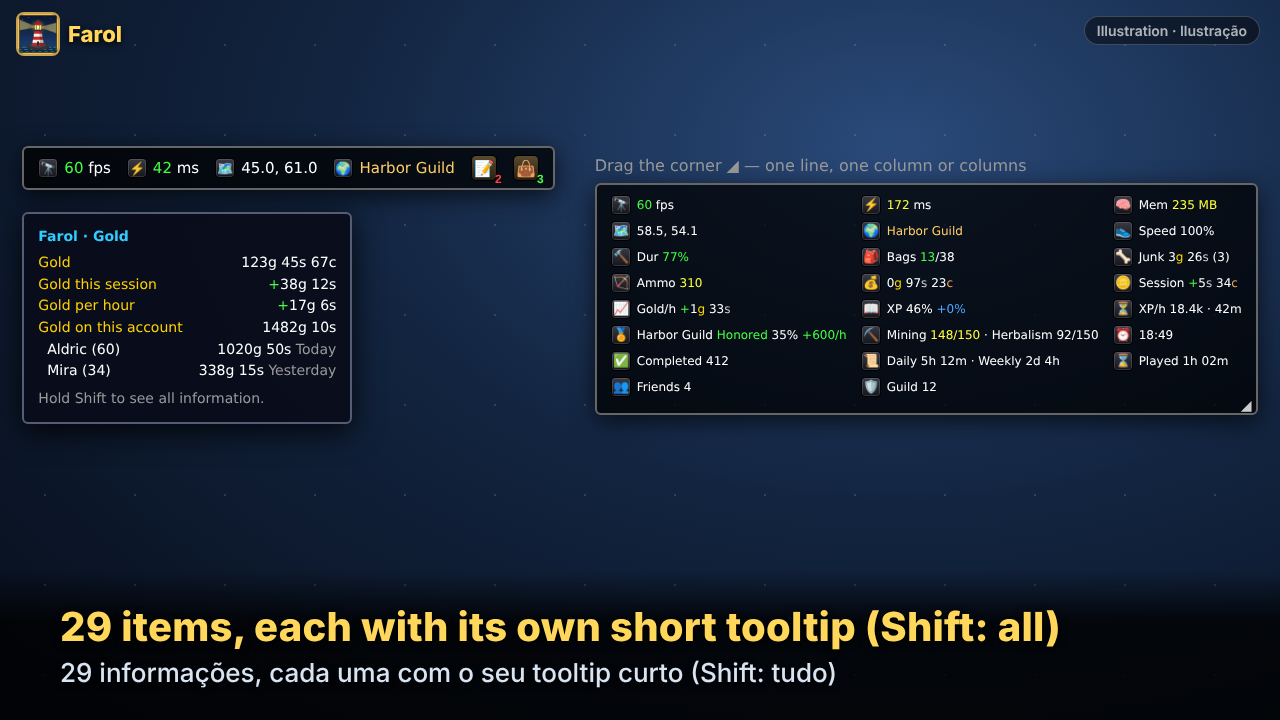 Farol
Illustration · Ilustração
60 fps 42 ms 45.0, 61.0 Harbor Guild 2 3
Farol · Gold
Gold 123g 45s 67c
Gold this session +38g 12s
Gold per hour +17g 6s
Gold on this account 1482g 10s
Aldric (60) 1020g 50s Today
Mira (34) 338g 15s Yesterday
Hold Shift to see all information.
Drag the corner ◢ — one line, one column or columns
60 fps 172 ms Mem 235 MB
58.5, 54.1 Harbor Guild Speed 100%
Dur 77% Bags 13/38 Junk 3g 26s (3)
Ammo 310 0g 97s 23c Session +5s 34c
Gold/h +1g 33s XP 46% +0% XP/h 18.4k · 42m
Harbor Guild Honored 35% +600/h Mining 148/150 · Herbalism 92/150 18:49
Completed 412 Daily 5h 12m · Weekly 2d 4h Played 1h 02m
Friends 4 Guild 12
29 items, each with its own short tooltip (Shift: all)
29 informações, cada uma com o seu tooltip curto (Shift: tudo)